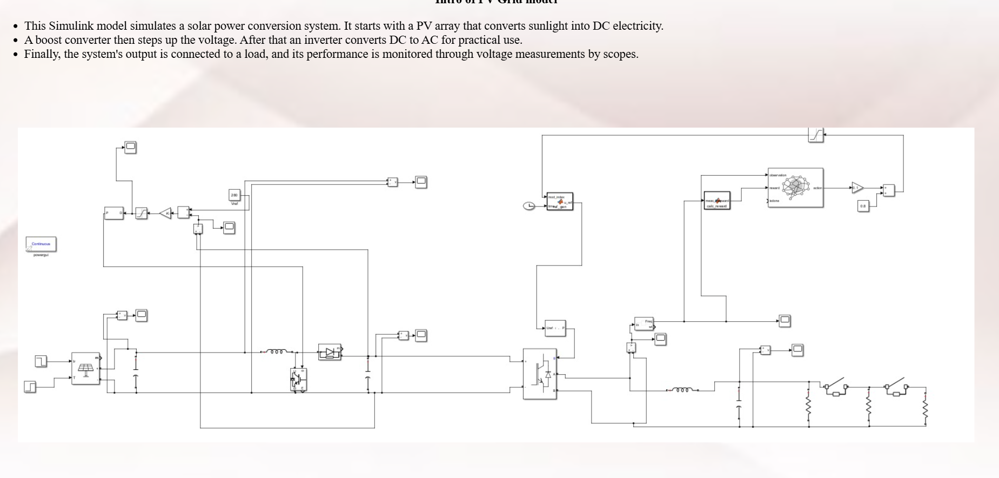 Intro of PV Grid model
• This Simulink model simulates a solar power conversion system. It starts with a PV array that converts sunlight into DC electricity.
• A boost converter then steps up the voltage. After that an inverter converts DC to AC for practical use.
• Finally, the system's output is connected to a load, and its performance is monitored through voltage measurements by scopes.
280
Vref
mod_index
u_ref
observation
reward
action
isdone
calc_reward
0.1
0.8
P
D
K
Continuous
powergui
Uref
P
Freq
In
wt
Ir
T
m
m
g
A
B